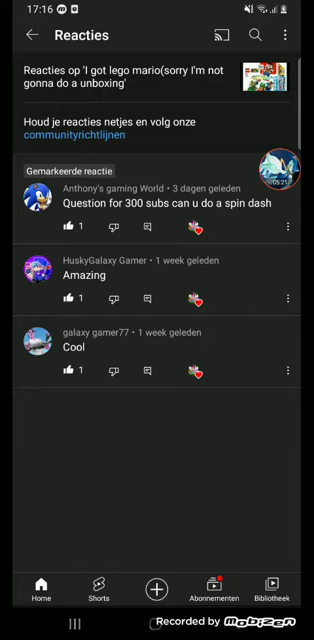 17:16
Reacties
Reacties op 'I got lego mario(sorry I'm not
gonna do a unboxing'
Houd je reacties netjes en volg onze
communityrichtlijnen
Gemarkeerde reactie
Anthony's gaming World • 3 dagen geleden
Question for 300 subs can u do a spin dash
1
05:21
HuskyGalaxy Gamer • 1 week geleden
Amazing
1
galaxy gamer77 • 1 week geleden
Cool
1
Home
Shorts
Abonnementen
Bibliotheek
Recorded by mobizen